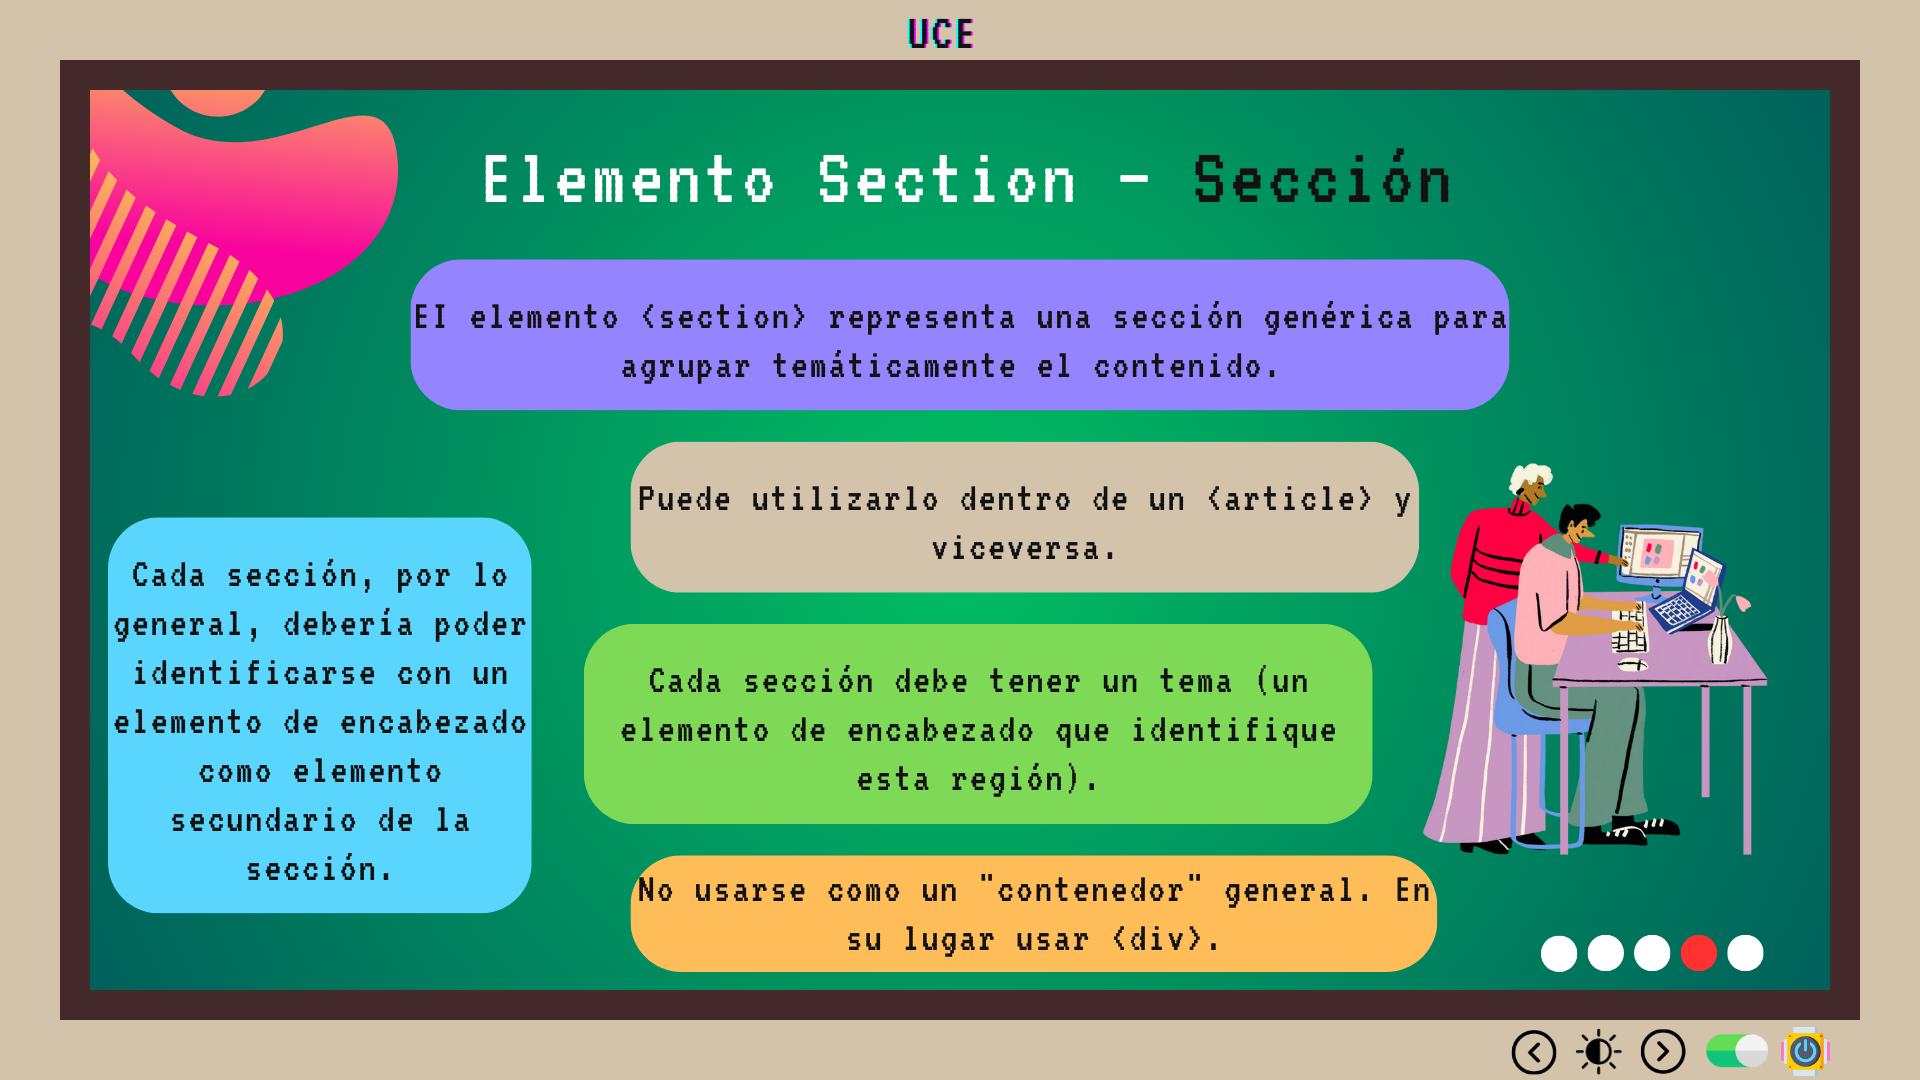 UCE
Elemento Section - Sección
EI elemento <section> representa una sección genérica para
agrupar temáticamente el contenido.
Puede utilizarlo dentro de un <article> y
viceversa.
Cada sección, por lo
general, debería poder
identificarse con un
elemento de encabezado
como elemento
secundario de la
sección.
Cada sección debe tener un tema (un
elemento de encabezado que identifique
esta región).
No usarse como un "contenedor" general. En
su lugar usar <div>.